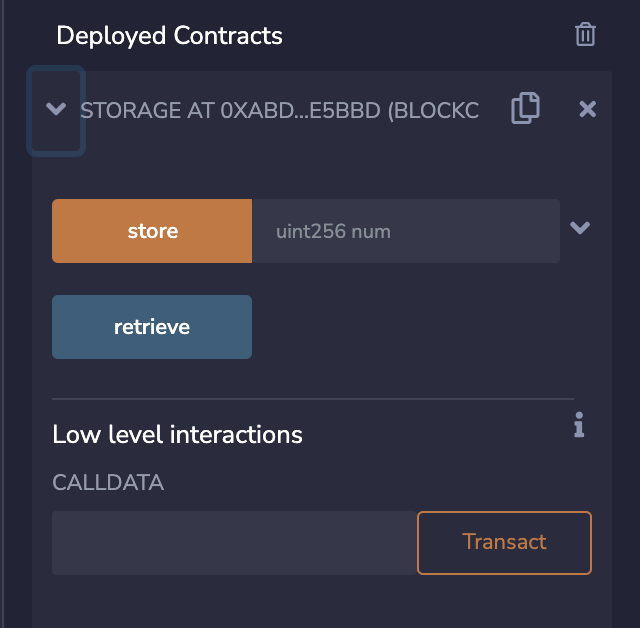 Deployed Contracts
STORAGE AT 0XABD...E5BBD (BLOCKC
store uint256 num
retrieve
Low level interactions
CALLDATA
Transact